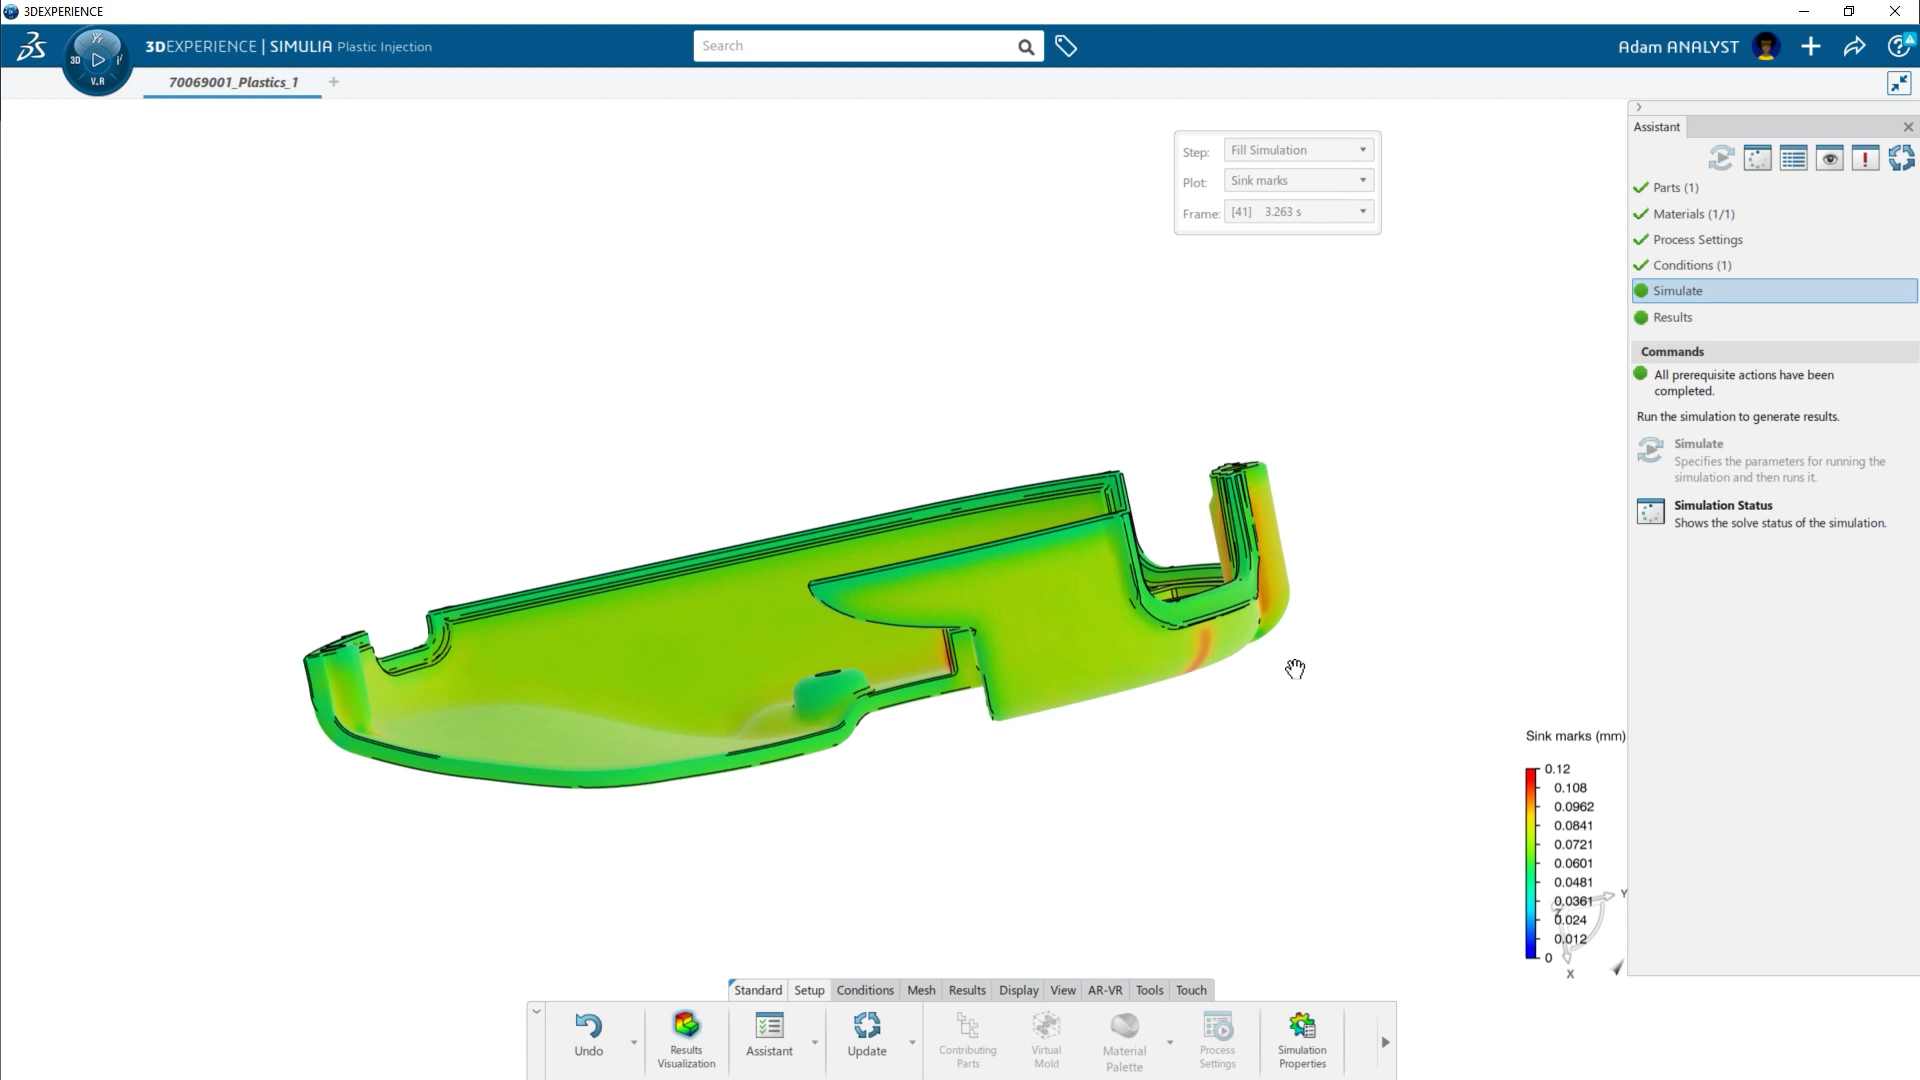 3DEXPERIENCE
3DEXPERIENCE | SIMULIA Plastic Injection
Search
Adam ANALYST
3D
V.R
70069001_Plastics_1
Step: Fill Simulation
Plot: Sink marks
Frame: [41] 3.263 s
Assistant
Parts (1)
Materials (1/1)
Process Settings
Conditions (1)
Simulate
Results
Commands
All prerequisite actions have been
completed.
Run the simulation to generate results.
Simulate
Specifies the parameters for running the
simulation and then runs it.
Simulation Status
Shows the solve status of the simulation.
Sink marks (mm)
0.12
0.108
0.0962
0.0841
0.0721
0.0601
0.0481
0.0361
0.024
0.012
0
Y
Z
X
Standard Setup Conditions Mesh Results Display View AR-VR Tools Touch
Undo
Results
Visualization
Assistant
Update
Contributing
Parts
Virtual
Mold
Material
Palette
Process
Settings
Simulation
Properties